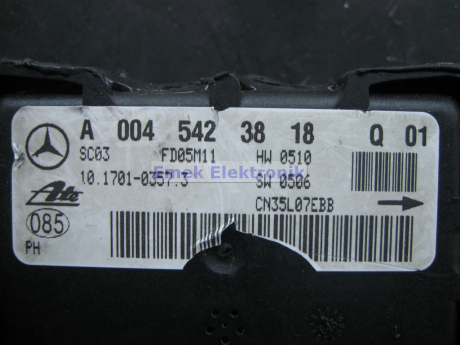 A 004 542 38 18 Q 01
SC03 FD05M11 HW 0510
10.1701-0357.3 SW 0506
Emek Elektronik
CN35L07EBB
Ate
085
PH